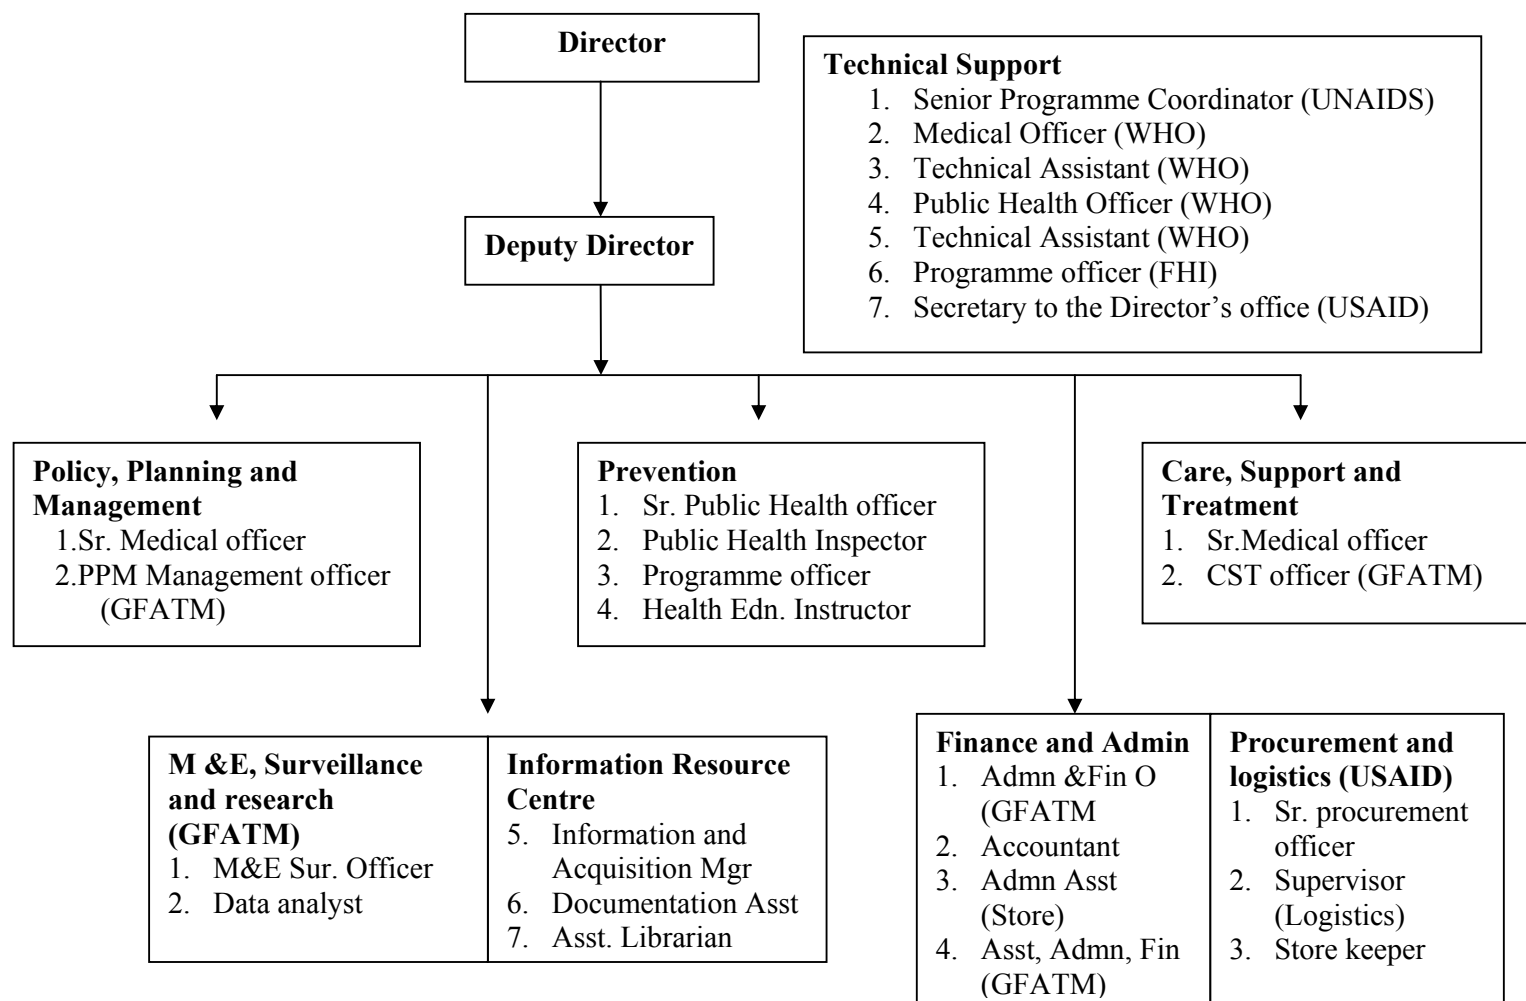 Director
Technical Support
1. Senior Programme Coordinator (UNAIDS)
2. Medical Officer (WHO)
3. Technical Assistant (WHO)
4. Public Health Officer (WHO)
5. Technical Assistant (WHO)
6. Programme officer (FHI)
7. Secretary to the Director’s office (USAID)
Deputy Director
Policy, Planning and
Management
1.Sr. Medical officer
2.PPM Management officer
(GFATM)
Prevention
1. Sr. Public Health officer
2. Public Health Inspector
3. Programme officer
4. Health Edn. Instructor
Care, Support and
Treatment
1. Sr.Medical officer
2. CST officer (GFATM)
M &E, Surveillance
and research
(GFATM)
1. M&E Sur. Officer
2. Data analyst
Information Resource
Centre
5. Information and
Acquisition Mgr
6. Documentation Asst
7. Asst. Librarian
Finance and Admin
1. Admn &Fin O
(GFATM
2. Accountant
3. Admn Asst
(Store)
4. Asst, Admn, Fin
(GFATM)
Procurement and
logistics (USAID)
1. Sr. procurement
officer
2. Supervisor
(Logistics)
3. Store keeper